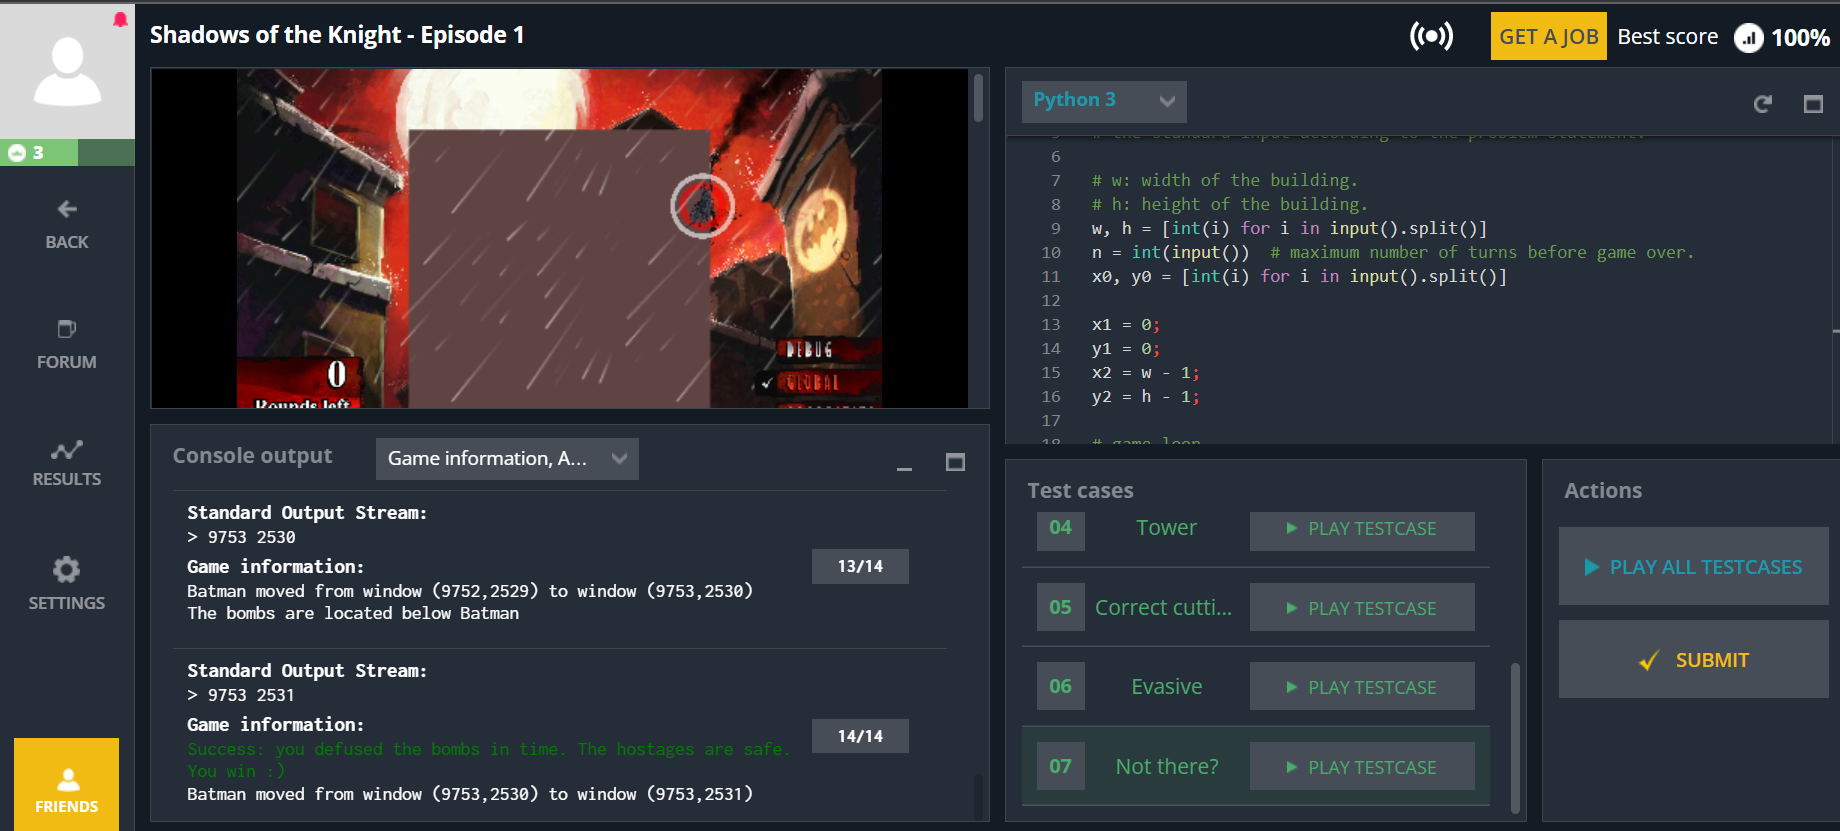 Shadows of the Knight - Episode 1
GET A JOB
Best score
100%
3
BACK
FORUM
RESULTS
SETTINGS
FRIENDS
0
Rounds left
DEBUG
GLOBAL
Console output
Game information, A...
Standard Output Stream:
> 9753 2530
Game information:
13/14
Batman moved from window (9752,2529) to window (9753,2530)
The bombs are located below Batman
Standard Output Stream:
> 9753 2531
Game information:
14/14
Success: you defused the bombs in time. The hostages are safe.
You win :)
Batman moved from window (9753,2530) to window (9753,2531)
Python 3
# the standard input according to the problem statement.
6
7 # w: width of the building.
8 # h: height of the building.
9 w, h = [int(i) for i in input().split()]
10 n = int(input())  # maximum number of turns before game over.
11 x0, y0 = [int(i) for i in input().split()]
12
13 x1 = 0;
14 y1 = 0;
15 x2 = w - 1;
16 y2 = h - 1;
17
18 # game loop
Test cases
04 Tower PLAY TESTCASE
05 Correct cutti... PLAY TESTCASE
06 Evasive PLAY TESTCASE
07 Not there? PLAY TESTCASE
Actions
PLAY ALL TESTCASES
SUBMIT